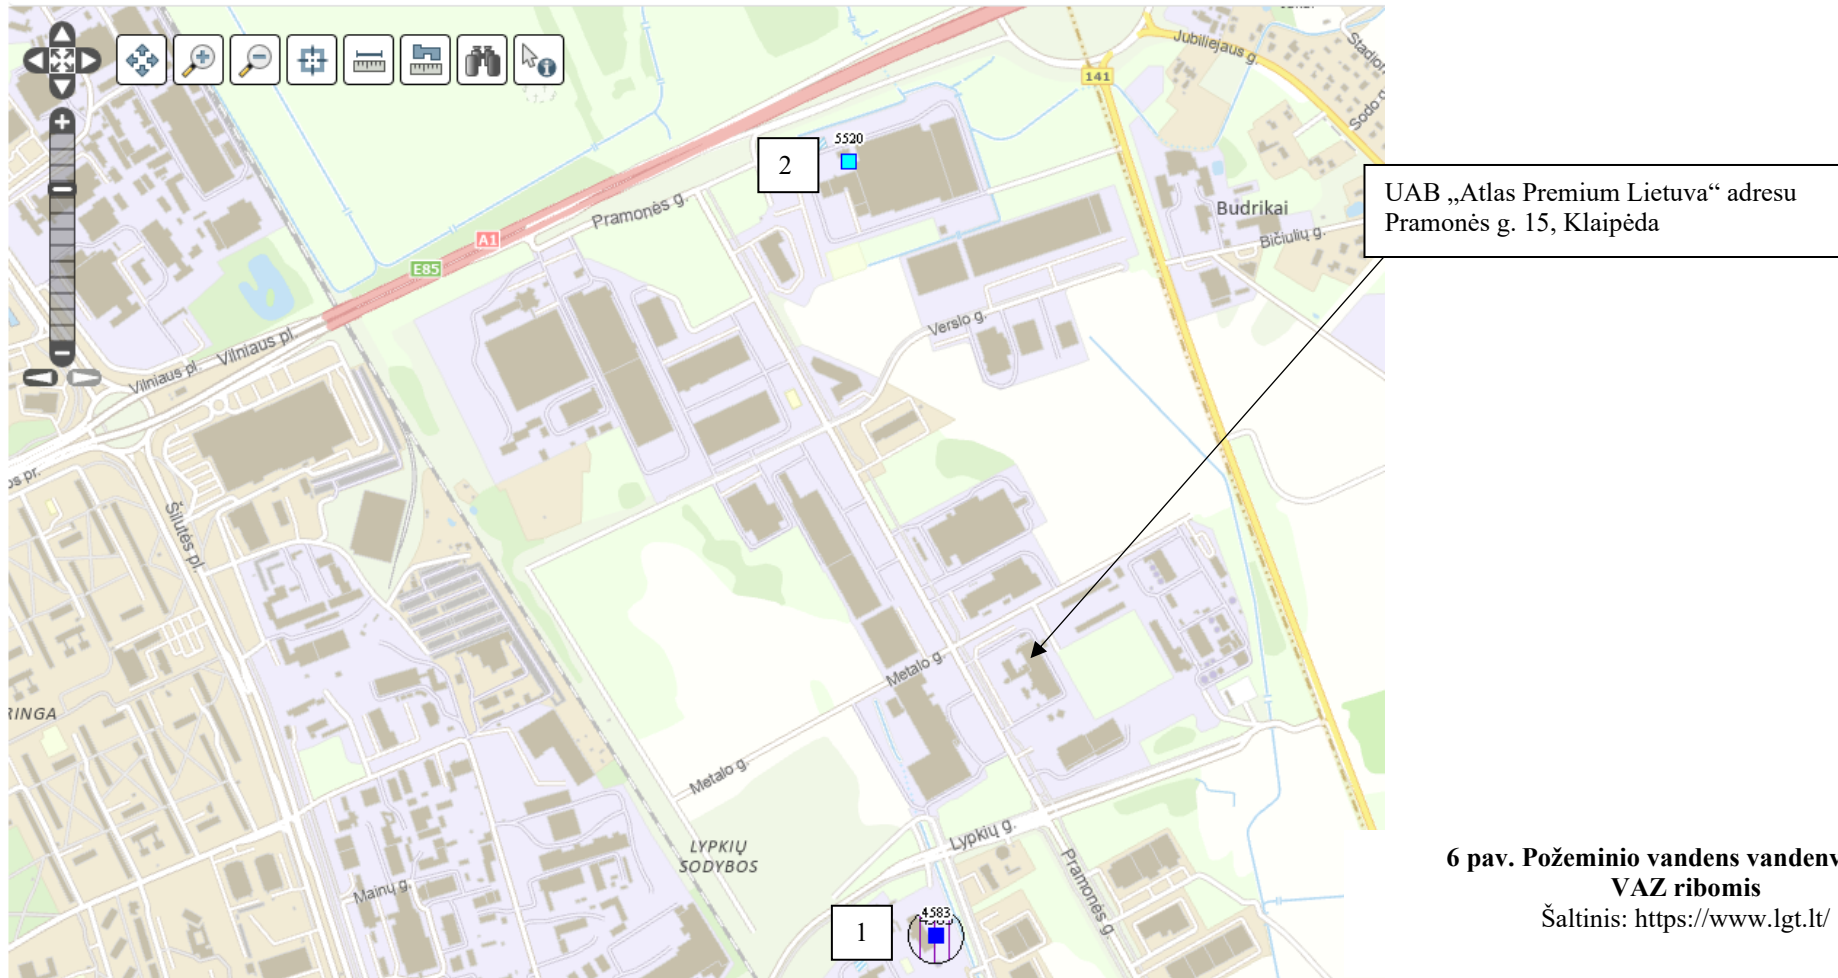 Jubiliejaus g.
Stadion
141
Sodo g.
5520
2
Pramonės g.
A1
E85
Budrikai
Bičiulių g.
UAB „Atlas Premium Lietuva“ adresu
Pramonės g. 15, Klaipėda
Verslo g.
Vilniaus pl.
Vilniaus pl.
os pr.
Šilutės pl.
Metalo g.
RINGA
Metalo g.
LYPKIŲ
SODYBOS
Lypkių g.
Pramonės g.
Mainų g.
4583
1
6 pav. Požeminio vandens vandenv
VAZ ribomis
Šaltinis: https://www.lgt.lt/